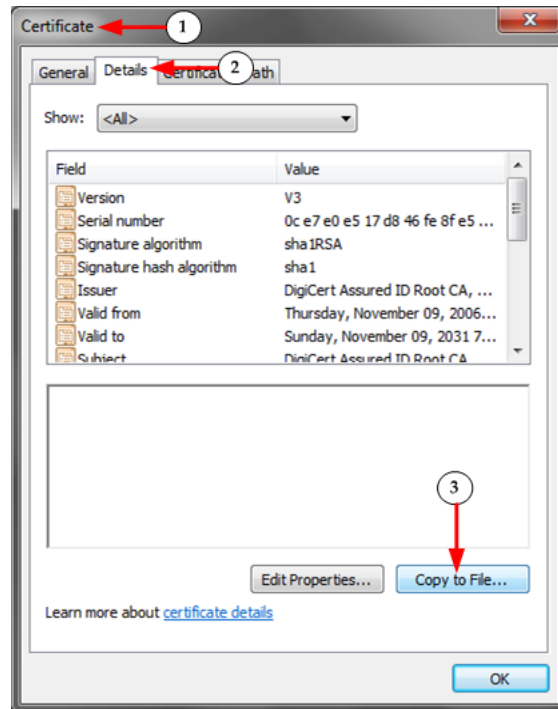 Certificate
1
General Details Certification Path
2
Show: <All>
Field Value
Version V3
Serial number 0c e7 e0 e5 17 d8 46 fe 8f e5 ...
Signature algorithm sha1RSA
Signature hash algorithm sha1
Issuer DigiCert Assured ID Root CA, ...
Valid from Thursday, November 09, 2006...
Valid to Sunday, November 09, 2031 7...
Subject DigiCert Assured ID Root CA
3
Edit Properties... Copy to File...
Learn more about certificate details
OK